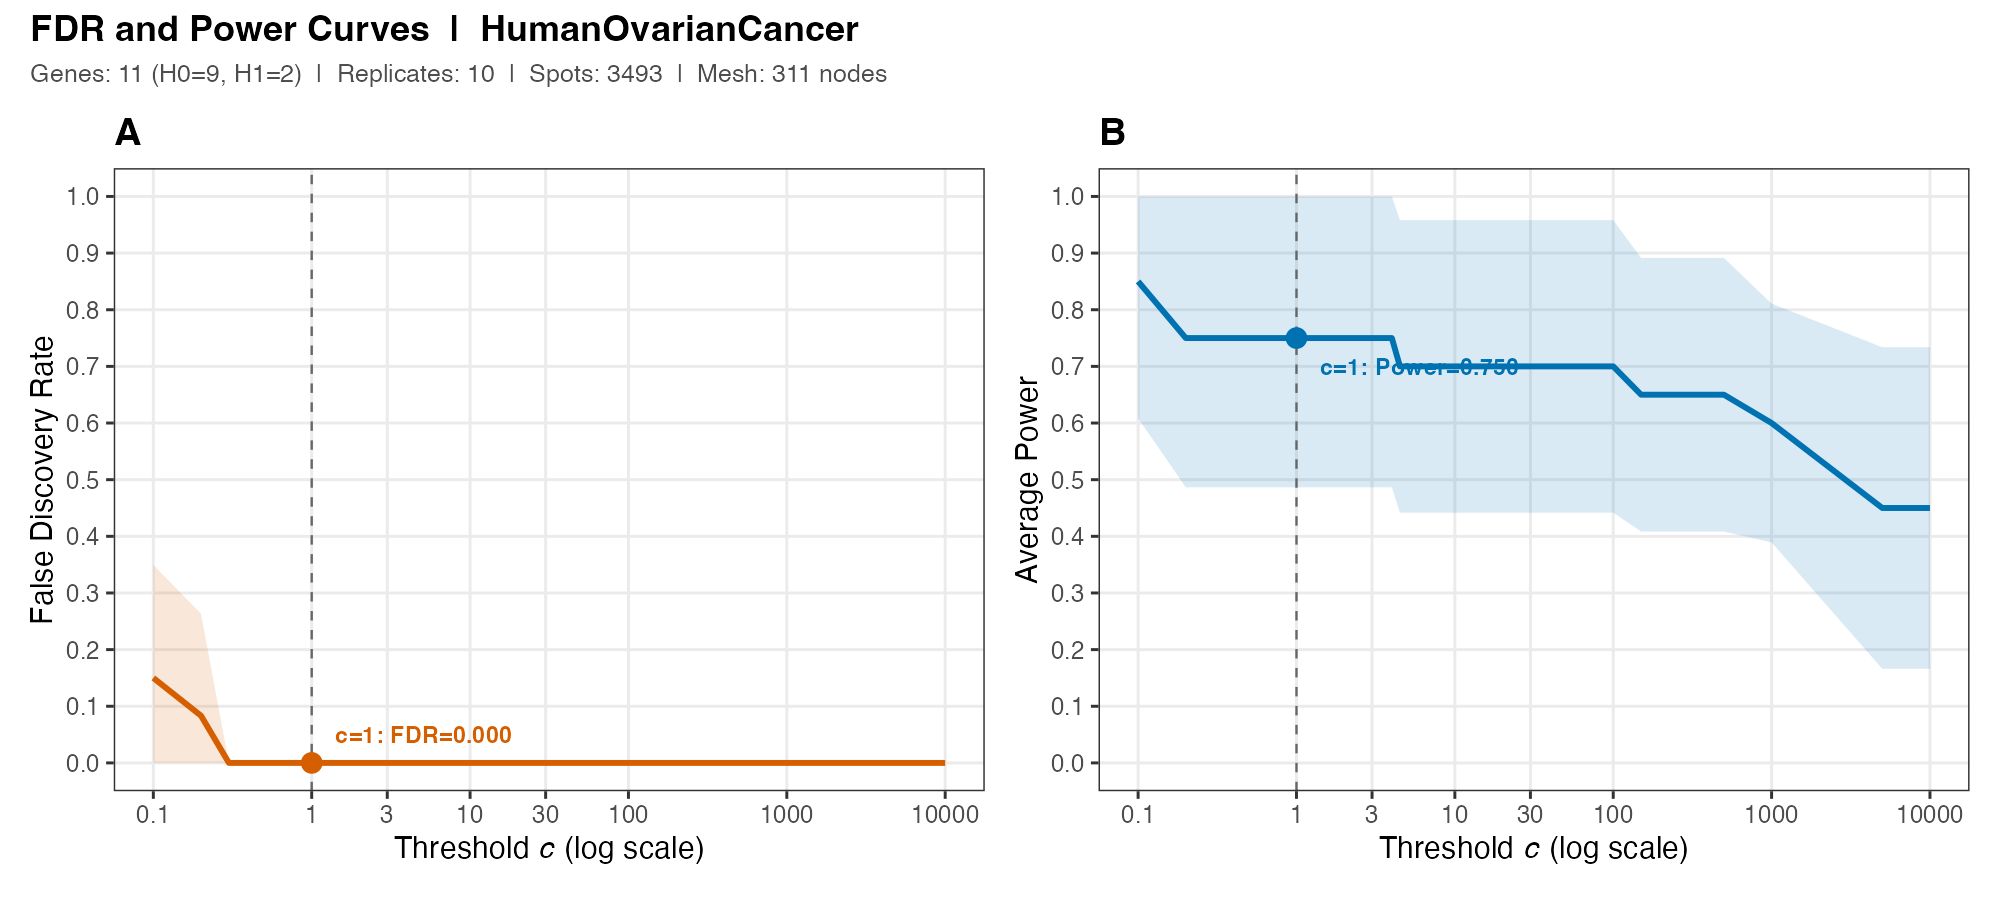 FDR and Power Curves | HumanOvarianCancer
Genes: 11 (H0=9, H1=2) | Replicates: 10 | Spots: 3493 | Mesh: 311 nodes
A
False Discovery Rate
1.0
0.9
0.8
0.7
0.6
0.5
0.4
0.3
0.2
0.1
0.0
c=1: FDR=0.000
0.1 1 3 10 30 100 1000 10000
Threshold c (log scale)
B
Average Power
1.0
0.9
0.8
0.7
0.6
0.5
0.4
0.3
0.2
0.1
0.0
c=1: Power=0.750
0.1 1 3 10 30 100 1000 10000
Threshold c (log scale)